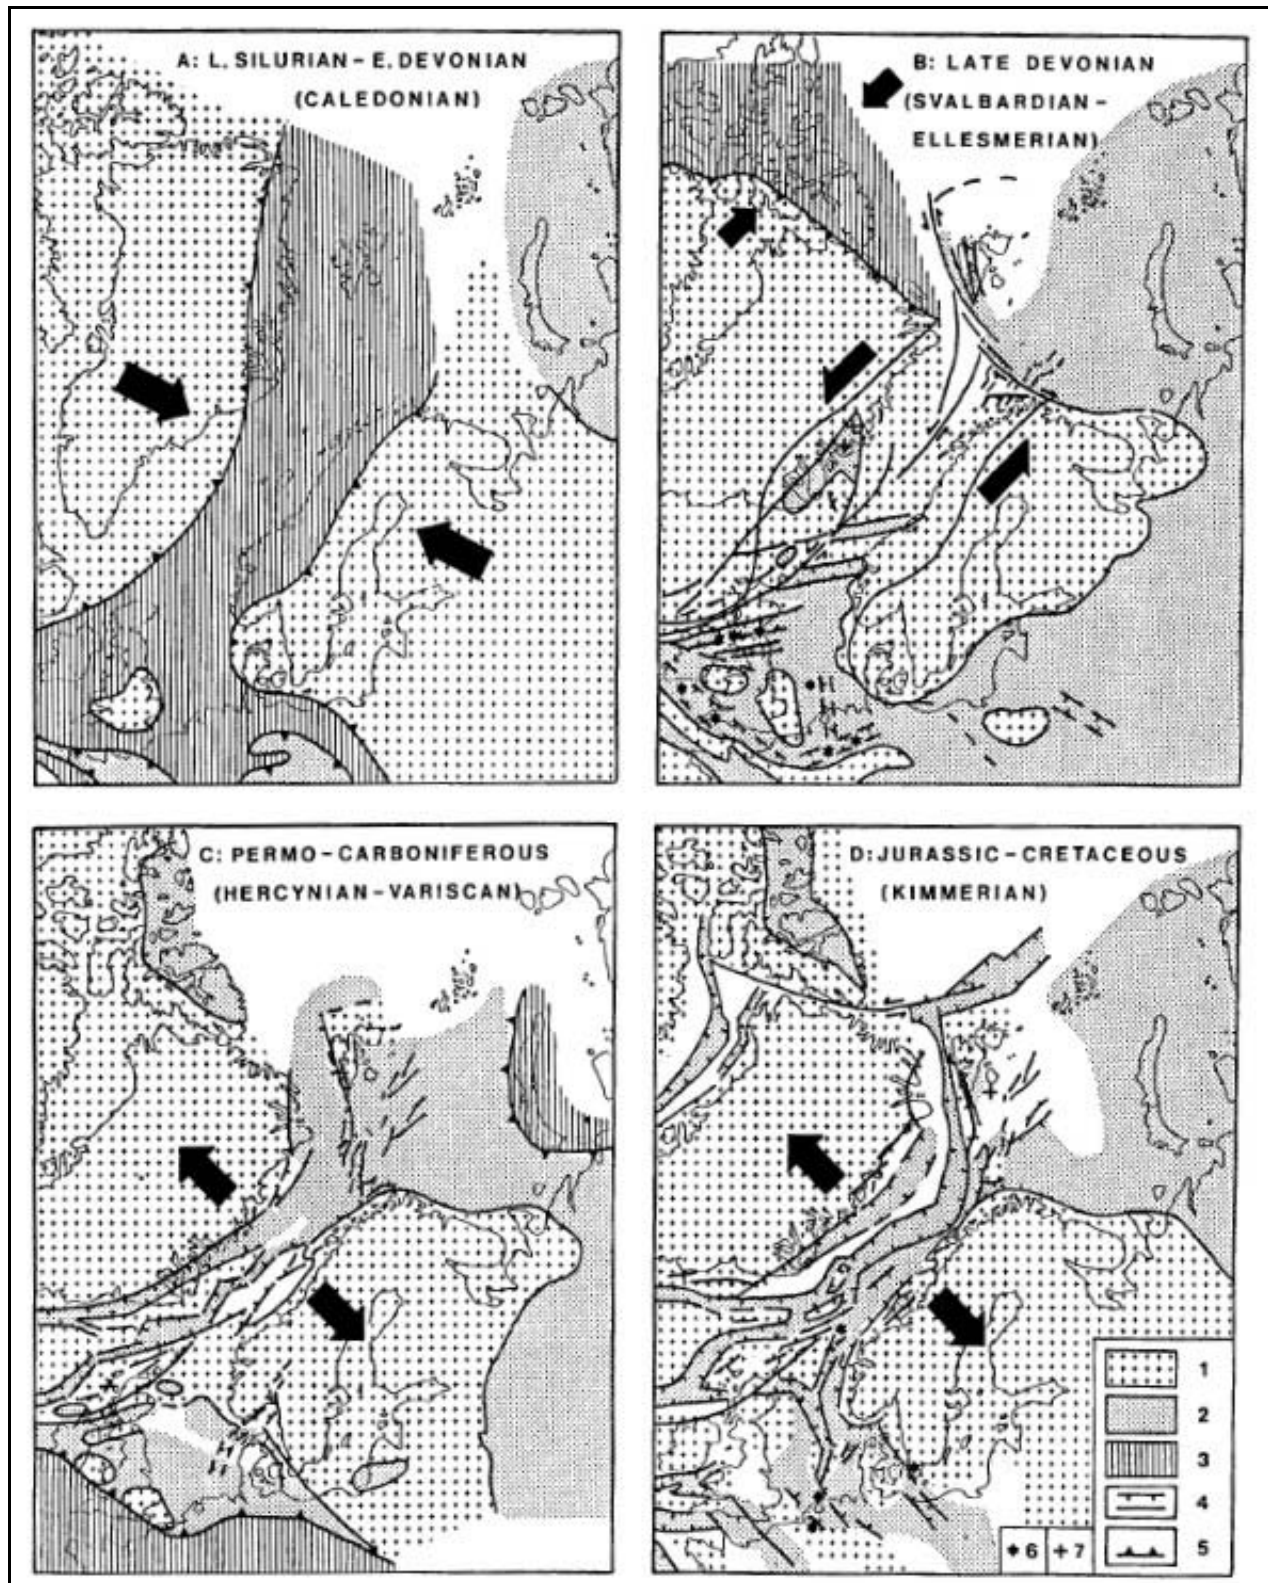 A: L. SILURIAN – E. DEVONIAN
(CALEDONIAN)
B: LATE DEVONIAN
(SVALBARDIAN –
ELLESMERIAN)
C: PERMO – CARBONIFEROUS
(HERCYNIAN – VARISCAN)
D: JURASSIC – CRETACEOUS
(KIMMERIAN)
1
2
3
4
5
6
7